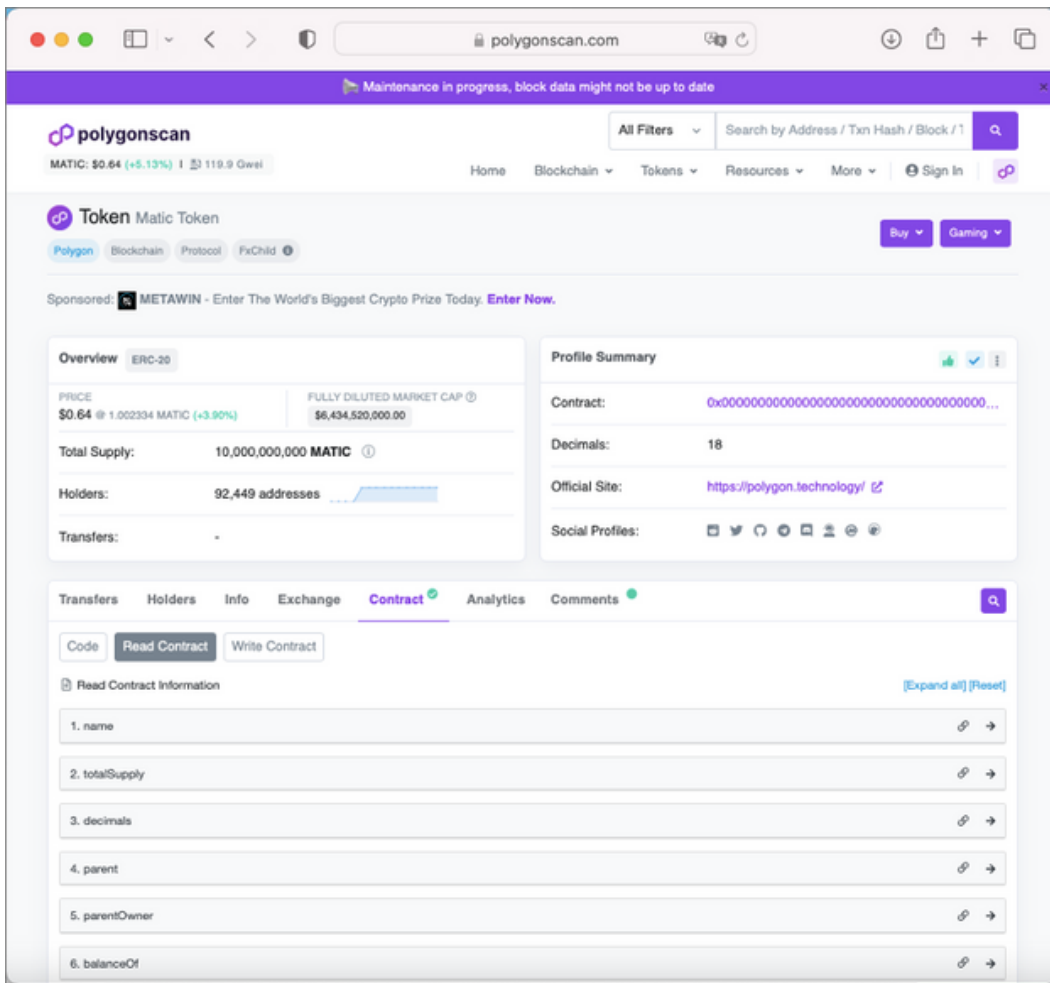 polygonscan.com
Maintenance in progress, block data might not be up to date
polygonscan
All Filters
Search by Address / Txn Hash / Block / T
MATIC: $0.64 (+5.13%) | 119.9 Gwei
Home Blockchain Tokens Resources More Sign In
Token Matic Token
Buy Gaming
Polygon Blockchain Protocol FxChild
Sponsored: METAWIN - Enter The World's Biggest Crypto Prize Today. Enter Now.
Overview ERC-20
PRICE
$0.64 @ 1.002334 MATIC (+3.90%)
FULLY DILUTED MARKET CAP
$6,434,520,000.00
Total Supply: 10,000,000,000 MATIC
Holders: 92,449 addresses
Transfers: -
Profile Summary
Contract: 0x00000000000000000000000000000000000...
Decimals: 18
Official Site: https://polygon.technology/
Social Profiles:
Transfers Holders Info Exchange Contract Analytics Comments
Code Read Contract Write Contract
Read Contract Information
[Expand all] [Reset]
1. name
2. totalSupply
3. decimals
4. parent
5. parentOwner
6. balanceOf